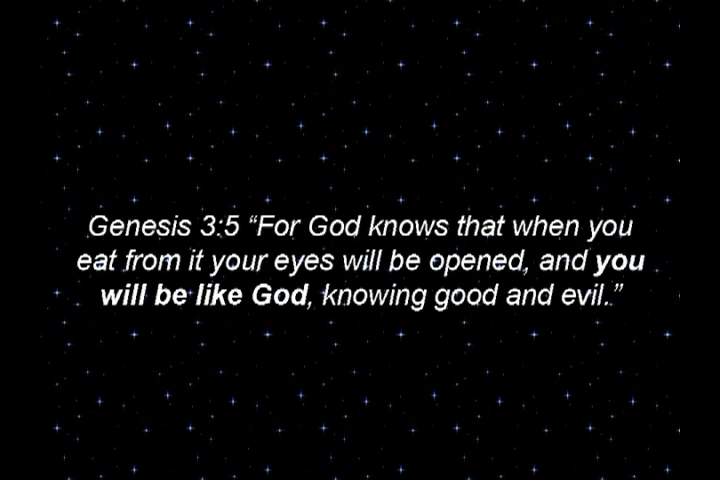 Genesis 3:5 “For God knows that when you
eat from it your eyes will be opened, and you
will be like God, knowing good and evil.”